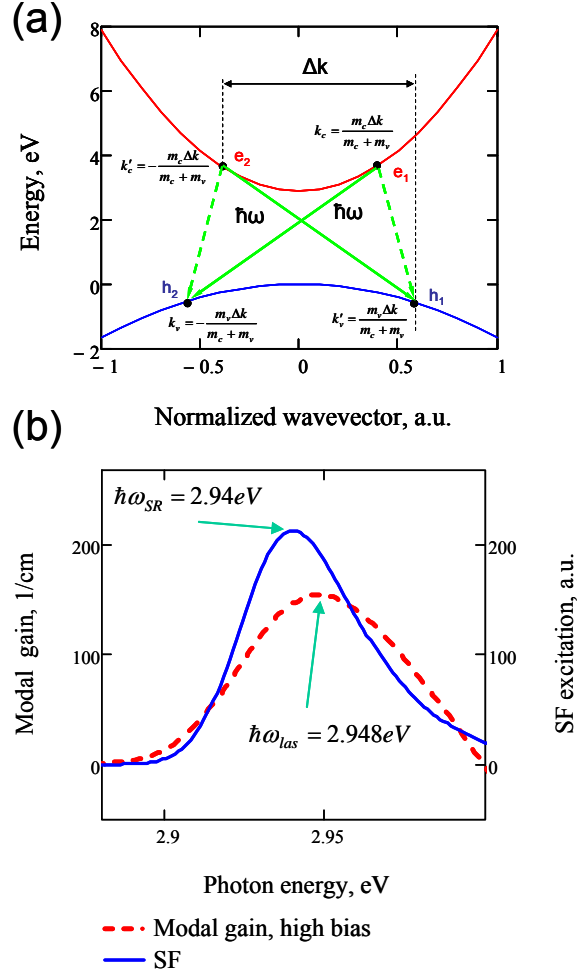 (a)
8
6
4
2
0
− 2
Energy, eV
Δk
k'c = − mcΔk / (mc + mv)
e2
kc = mcΔk / (mc + mv)
e1
ħω
ħω
h2
h1
kv = − mvΔk / (mc + mv)
k'v = mvΔk / (mc + mv)
− 1
− 0.5
0
0.5
1
Normalized wavevector, a.u.
(b)
ħωSR = 2.94eV
200
100
0
Modal gain, 1/cm
200
100
0
SF excitation, a.u.
ħωlas = 2.948eV
2.9
2.95
Photon energy, eV
Modal gain, high bias
SF